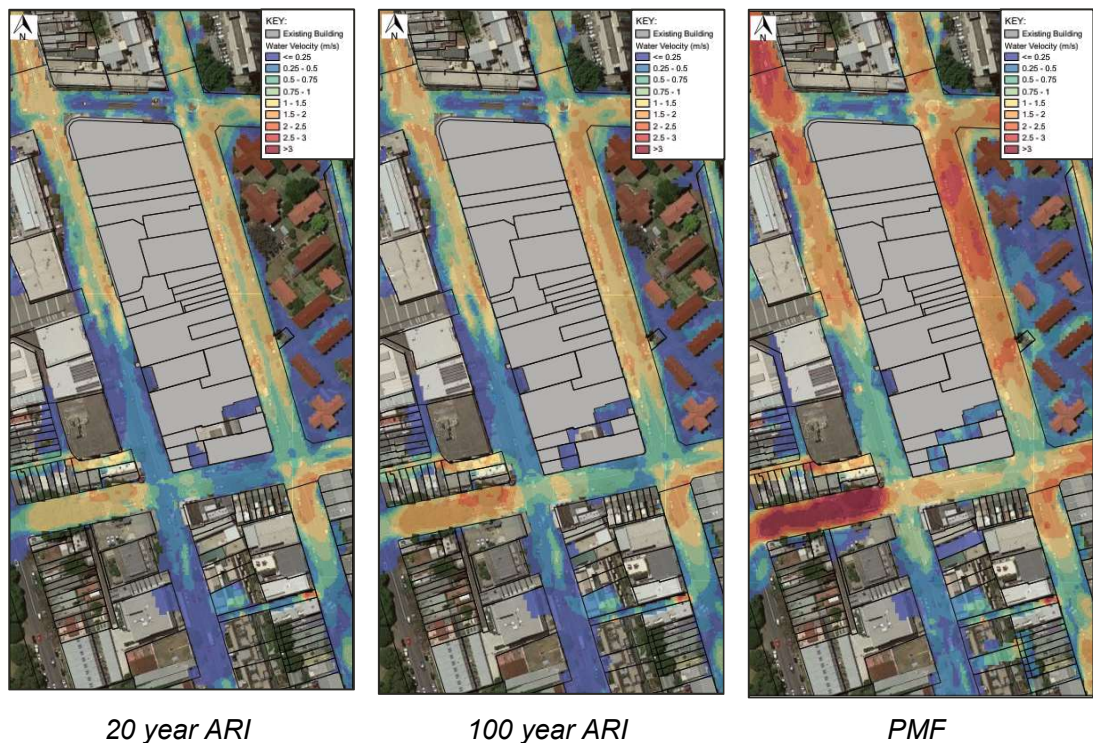 N
KEY:
Existing Building
Water Velocity (m/s)
<= 0.25
0.25 - 0.5
0.5 - 0.75
0.75 - 1
1 - 1.5
1.5 - 2
2 - 2.5
2.5 - 3
>3
N
KEY:
Existing Building
Water Velocity (m/s)
<= 0.25
0.25 - 0.5
0.5 - 0.75
0.75 - 1
1 - 1.5
1.5 - 2
2 - 2.5
2.5 - 3
>3
N
KEY:
Existing Building
Water Velocity (m/s)
<= 0.25
0.25 - 0.5
0.5 - 0.75
0.75 - 1
1 - 1.5
1.5 - 2
2 - 2.5
2.5 - 3
>3
20 year ARI
100 year ARI
PMF